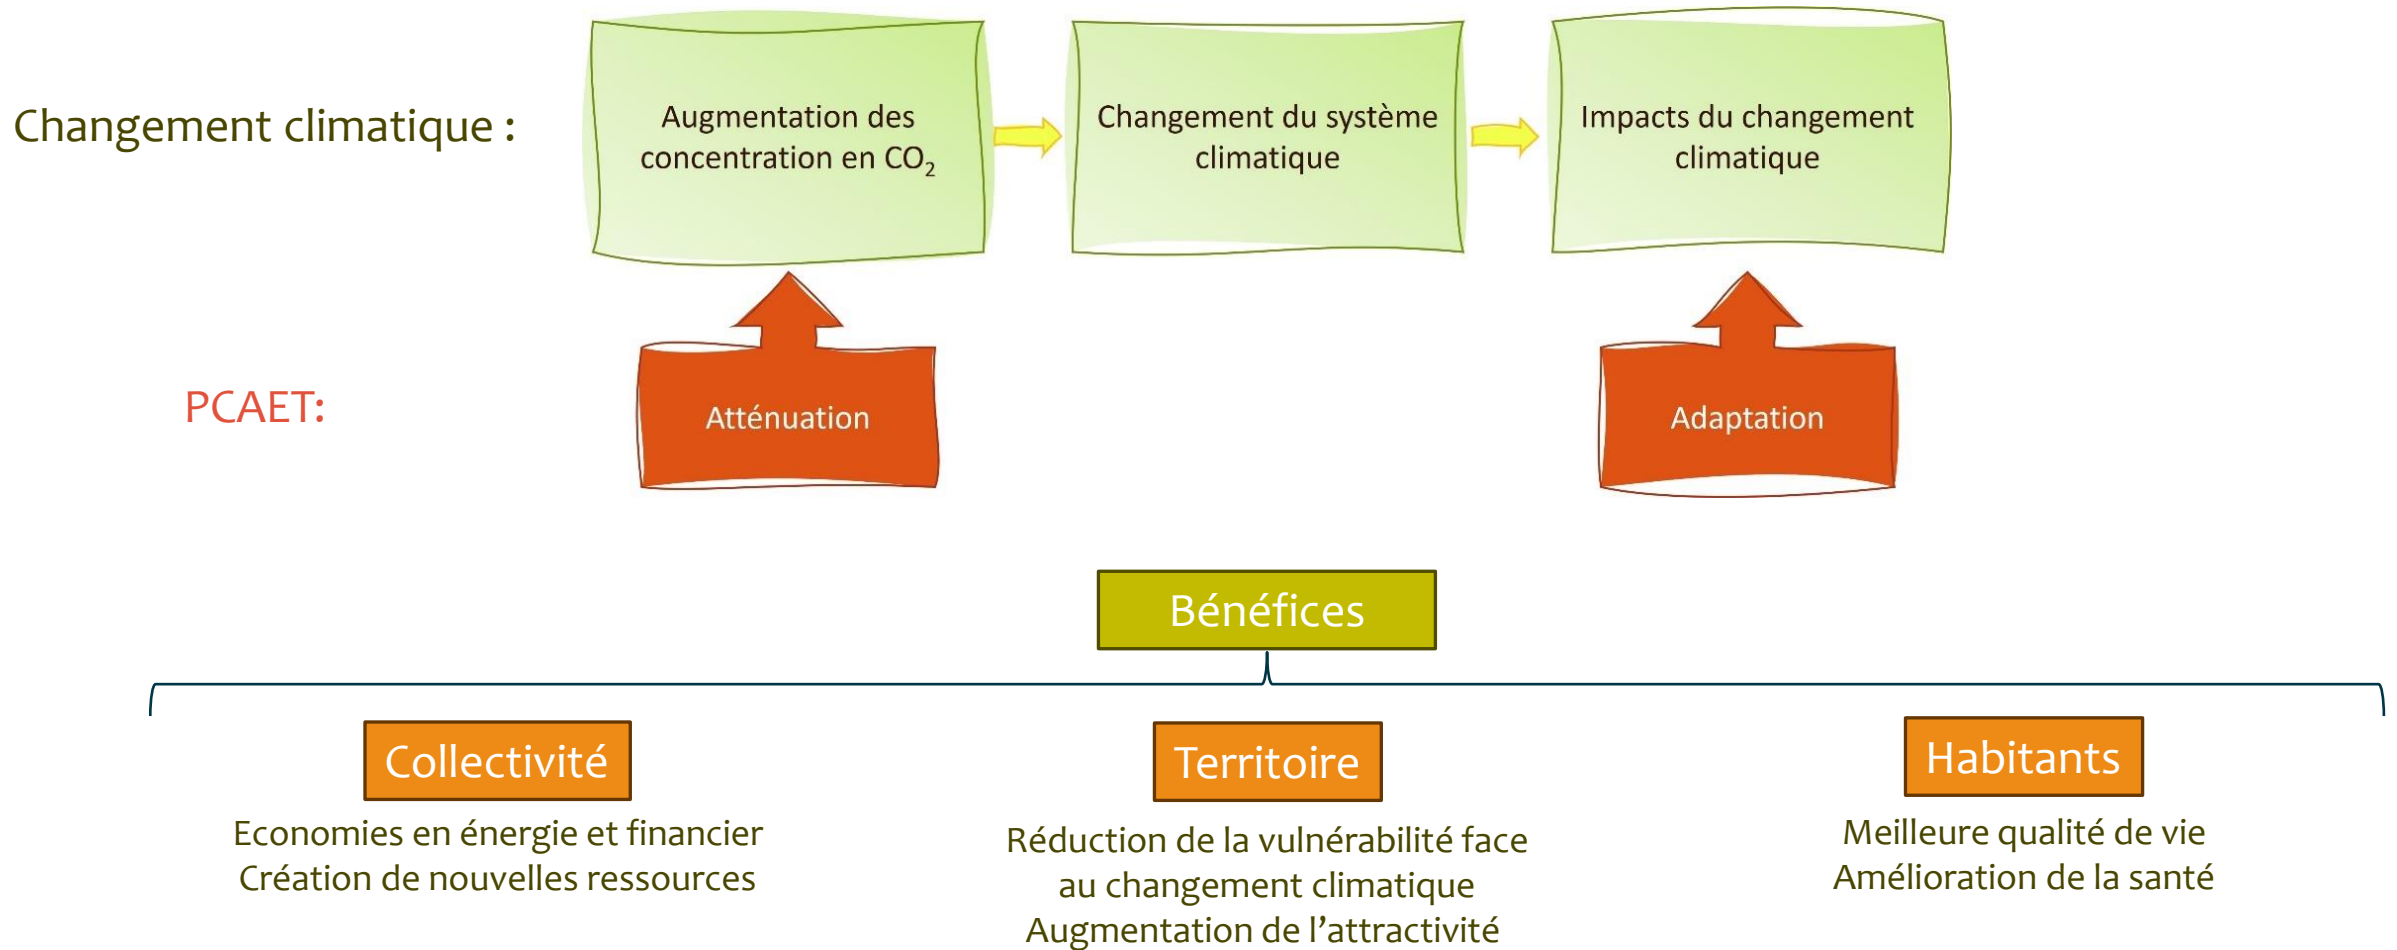 Changement climatique :
Augmentation des
concentration en CO₂
Changement du système
climatique
Impacts du changement
climatique
PCAET:
Atténuation
Adaptation
Bénéfices
Collectivité
Economies en énergie et financier
Création de nouvelles ressources
Territoire
Réduction de la vulnérabilité face
au changement climatique
Augmentation de l’attractivité
Habitants
Meilleure qualité de vie
Amélioration de la santé